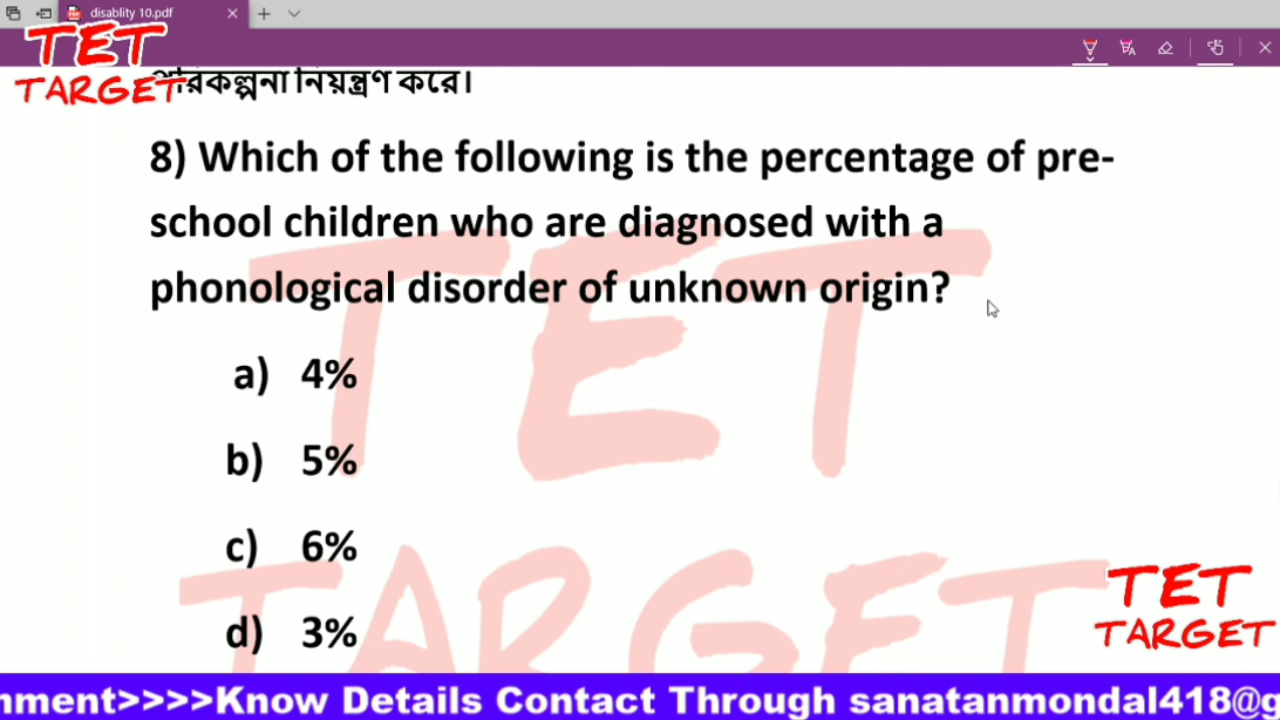 disablity 10.pdf
TET
TARGET
পরিকল্পনা নিয়ন্ত্রণ করে।
8) Which of the following is the percentage of pre-
school children who are diagnosed with a
phonological disorder of unknown origin?
a) 4%
b) 5%
c) 6%
d) 3%
TET
TARGET
TET
TARGET
nment>>>>Know Details Contact Through sanatanmondal418@g